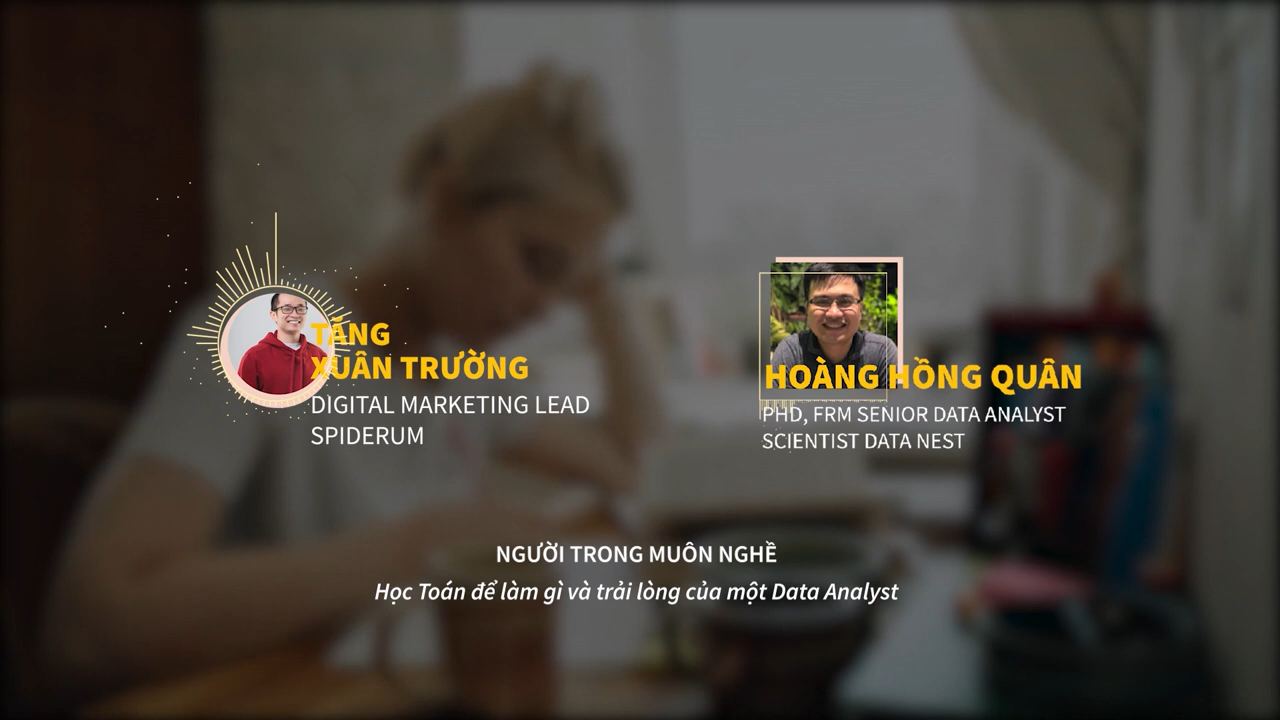 TĂNG
XUÂN TRƯỜNG
DIGITAL MARKETING LEAD
SPIDERUM
HOÀNG HỒNG QUÂN
PHD, FRM SENIOR DATA ANALYST
SCIENTIST DATA NEST
NGƯỜI TRONG MUÔN NGHỀ
Học Toán để làm gì và trải lòng của một Data Analyst